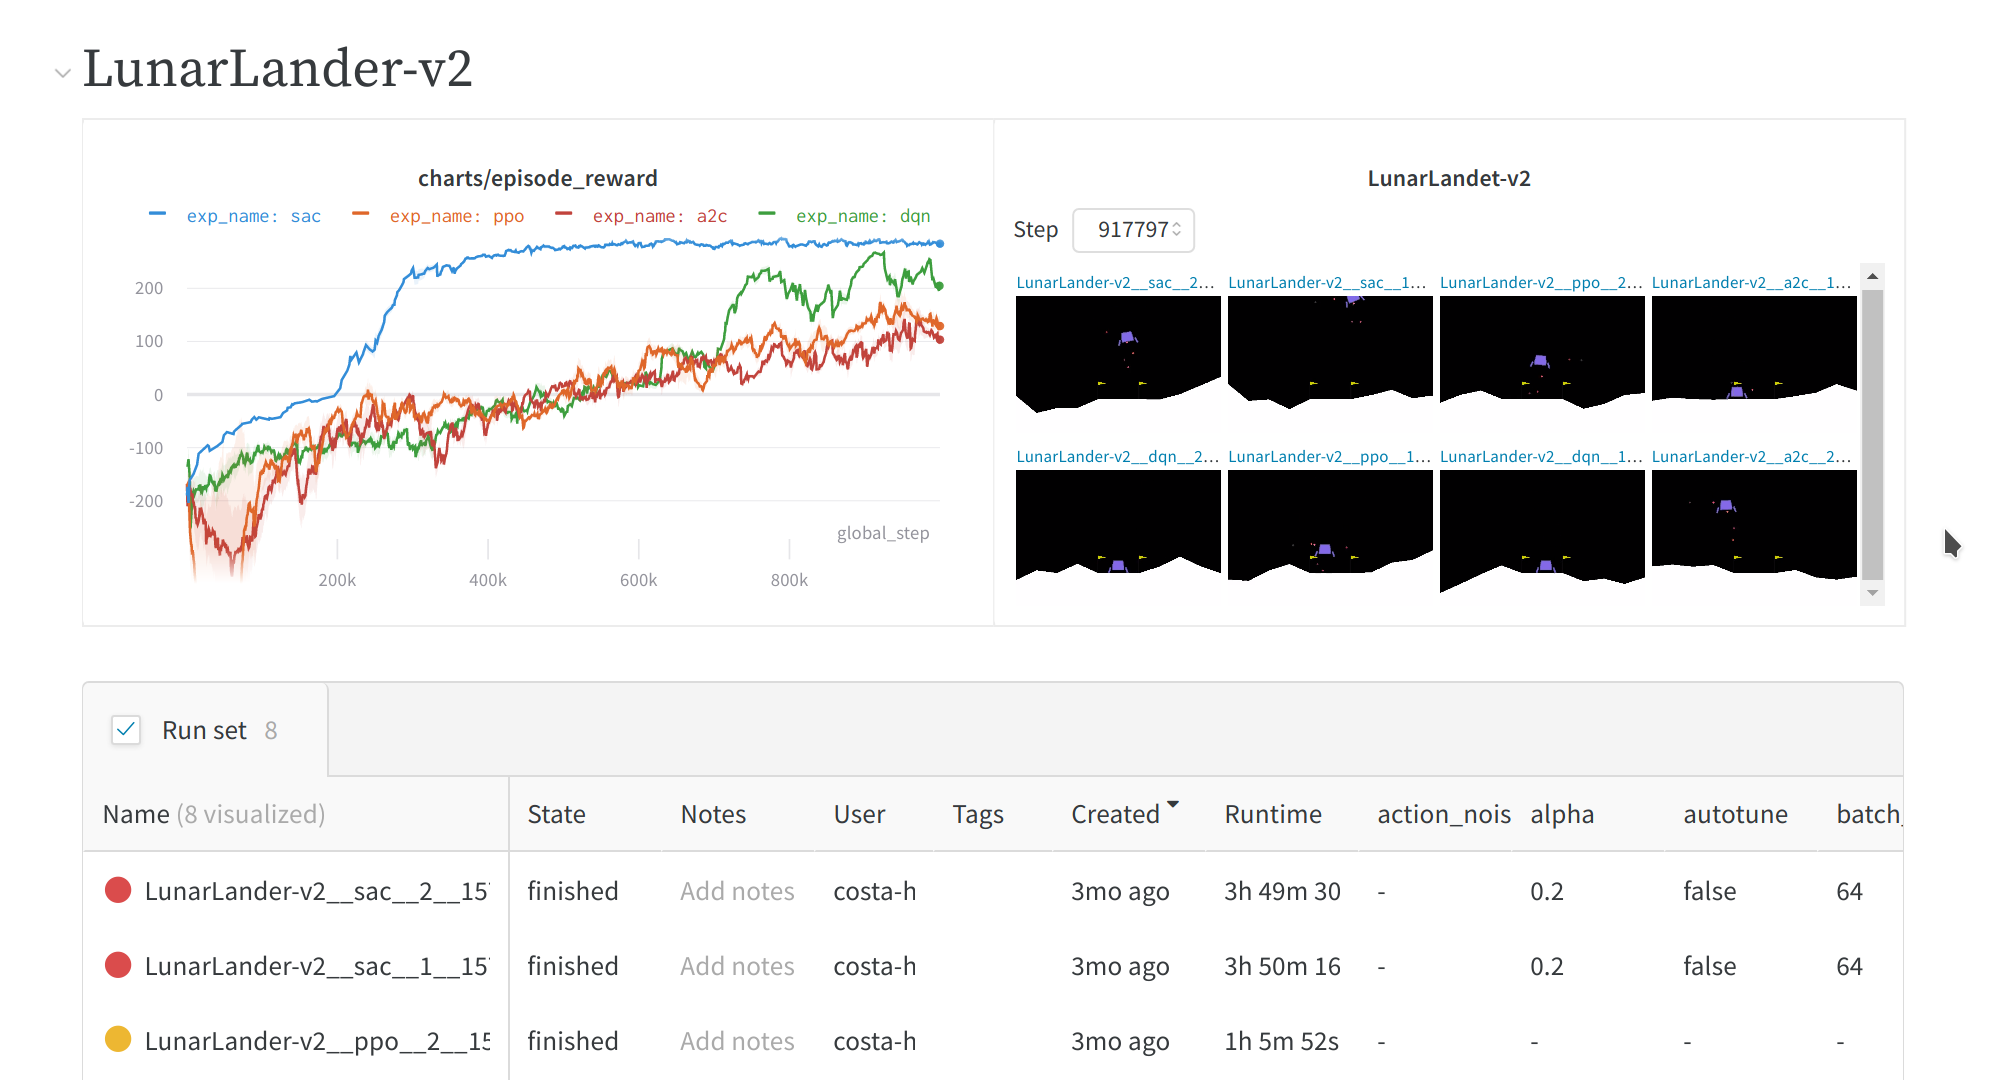 LunarLander-v2
charts/episode_reward
exp_name: sac exp_name: ppo exp_name: a2c exp_name: dqn
200
100
0
-100
-200
global_step
200k 400k 600k 800k
LunarLandet-v2
Step 917797
LunarLander-v2__sac__2... LunarLander-v2__sac__1... LunarLander-v2__ppo__2... LunarLander-v2__a2c__1...
LunarLander-v2__dqn__2... LunarLander-v2__ppo__1... LunarLander-v2__dqn__1... LunarLander-v2__a2c__2...
Run set 8
Name (8 visualized) State Notes User Tags Created Runtime action_nois alpha autotune batch_
LunarLander-v2__sac__2__15 finished Add notes costa-h 3mo ago 3h 49m 30 - 0.2 false 64
LunarLander-v2__sac__1__15 finished Add notes costa-h 3mo ago 3h 50m 16 - 0.2 false 64
LunarLander-v2__ppo__2__15 finished Add notes costa-h 3mo ago 1h 5m 52s - - - -